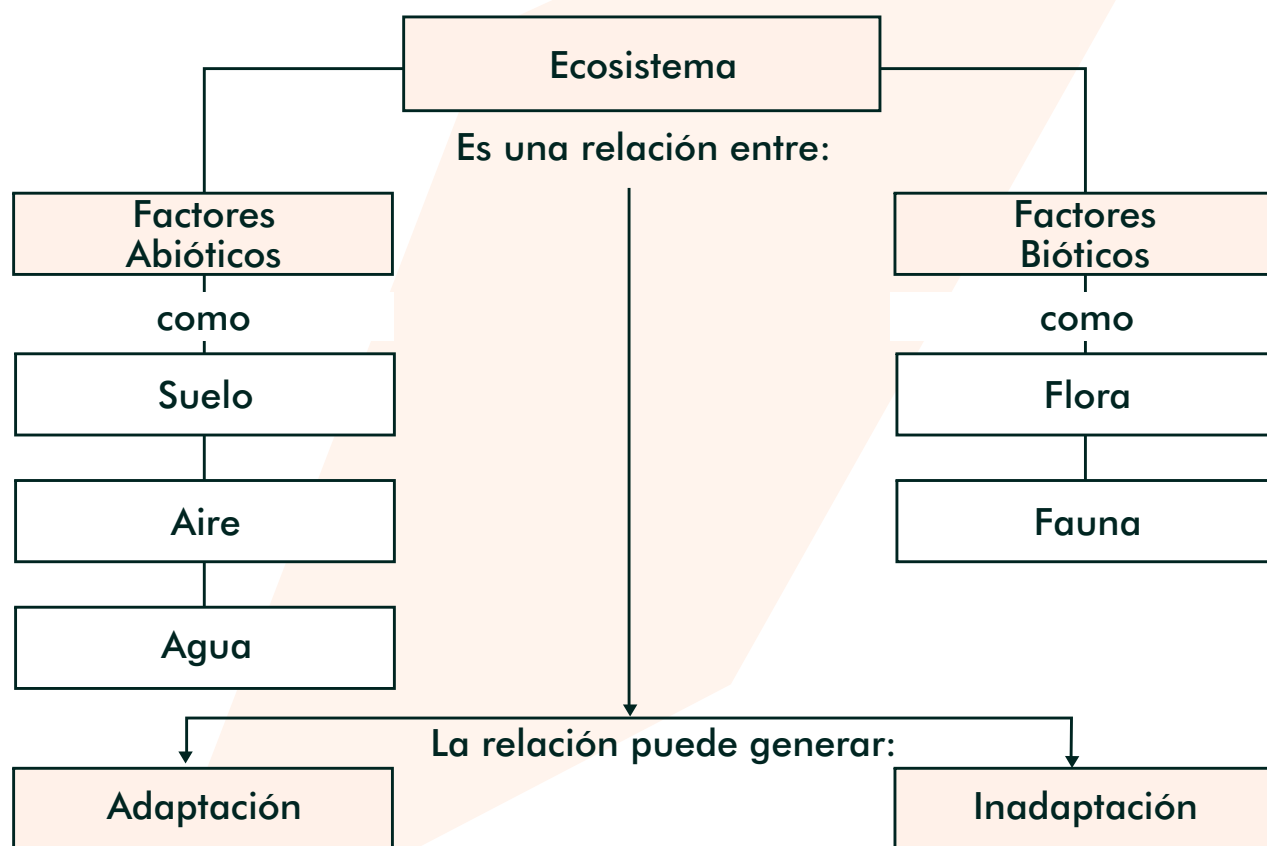 Ecosistema
Es una relación entre:
Factores
Abióticos
como
Suelo
Aire
Agua
Factores
Bióticos
como
Flora
Fauna
La relación puede generar:
Adaptación
Inadaptación